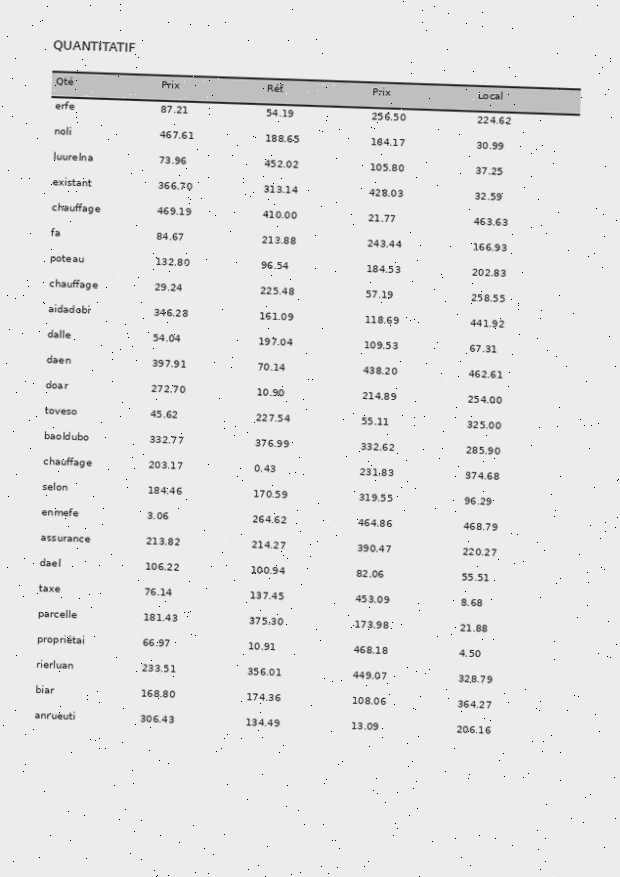 QUANTITATIF
Qté Prix Réf. Prix Local
erfe 87.21 54.19 256.50 224.62
noli 467.61 188.65 184.17 30.99
luurelna 73.96 452.02 105.80 37.25
existant 366.70 313.14 428.03 32.59
chauffage 469.19 410.00 21.77 463.63
fa 84.67 213.88 243.44 166.93
poteau 132.80 96.54 184.53 202.83
chauffage 29.24 225.48 57.19 258.55
aidadobi 346.28 161.09 118.69 441.92
dalle 54.04 197.04 109.53 67.31
daen 397.91 70.14 438.20 462.61
doar 272.70 10.90 214.89 254.00
toveso 45.62 227.54 55.11 325.00
baoldubo 332.77 376.99 332.62 285.90
chauffage 203.17 0.43 231.83 374.68
selon 184.46 170.59 319.55 96.29
enimefe 3.06 264.62 464.86 468.79
assurance 213.82 214.27 390.47 220.27
dael 106.22 100.94 82.06 55.51
taxe 76.14 137.45 453.09 8.68
parcelle 181.43 375.30 173.98 21.88
propriétai 66.97 10.91 468.18 4.50
rierluan 233.51 356.01 449.07 328.79
biar 168.80 174.36 108.06 364.27
anrueuti 306.43 134.49 13.09 206.16